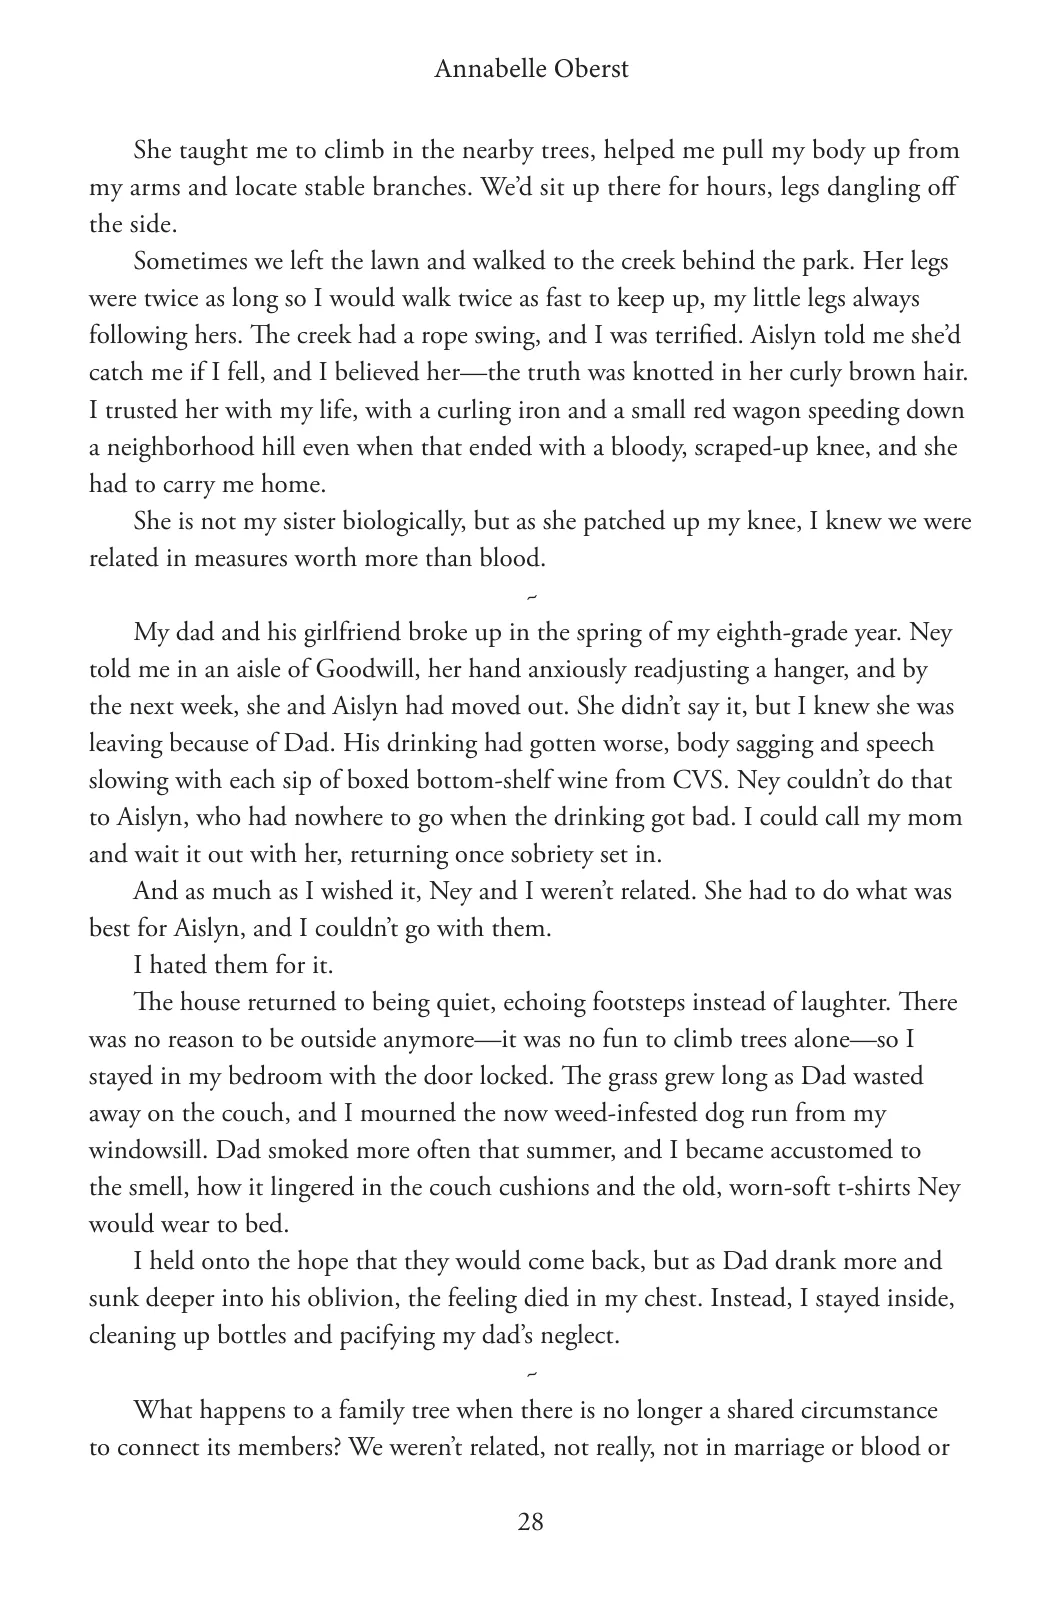 Annabelle Oberst
She taught me to climb in the nearby trees, helped me pull my body up from
my arms and locate stable branches. We’d sit up there for hours, legs dangling off
the side.
Sometimes we left the lawn and walked to the creek behind the park. Her legs
were twice as long so I would walk twice as fast to keep up, my little legs always
following hers. The creek had a rope swing, and I was terrified. Aislyn told me she’d
catch me if I fell, and I believed her—the truth was knotted in her curly brown hair.
I trusted her with my life, with a curling iron and a small red wagon speeding down
a neighborhood hill even when that ended with a bloody, scraped-up knee, and she
had to carry me home.
She is not my sister biologically, but as she patched up my knee, I knew we were
related in measures worth more than blood.
~
My dad and his girlfriend broke up in the spring of my eighth-grade year. Ney
told me in an aisle of Goodwill, her hand anxiously readjusting a hanger, and by
the next week, she and Aislyn had moved out. She didn’t say it, but I knew she was
leaving because of Dad. His drinking had gotten worse, body sagging and speech
slowing with each sip of boxed bottom-shelf wine from CVS. Ney couldn’t do that
to Aislyn, who had nowhere to go when the drinking got bad. I could call my mom
and wait it out with her, returning once sobriety set in.
And as much as I wished it, Ney and I weren’t related. She had to do what was
best for Aislyn, and I couldn’t go with them.
I hated them for it.
The house returned to being quiet, echoing footsteps instead of laughter. There
was no reason to be outside anymore—it was no fun to climb trees alone—so I
stayed in my bedroom with the door locked. The grass grew long as Dad wasted
away on the couch, and I mourned the now weed-infested dog run from my
windowsill. Dad smoked more often that summer, and I became accustomed to
the smell, how it lingered in the couch cushions and the old, worn-soft t-shirts Ney
would wear to bed.
I held onto the hope that they would come back, but as Dad drank more and
sunk deeper into his oblivion, the feeling died in my chest. Instead, I stayed inside,
cleaning up bottles and pacifying my dad’s neglect.
~
What happens to a family tree when there is no longer a shared circumstance
to connect its members? We weren’t related, not really, not in marriage or blood or
28